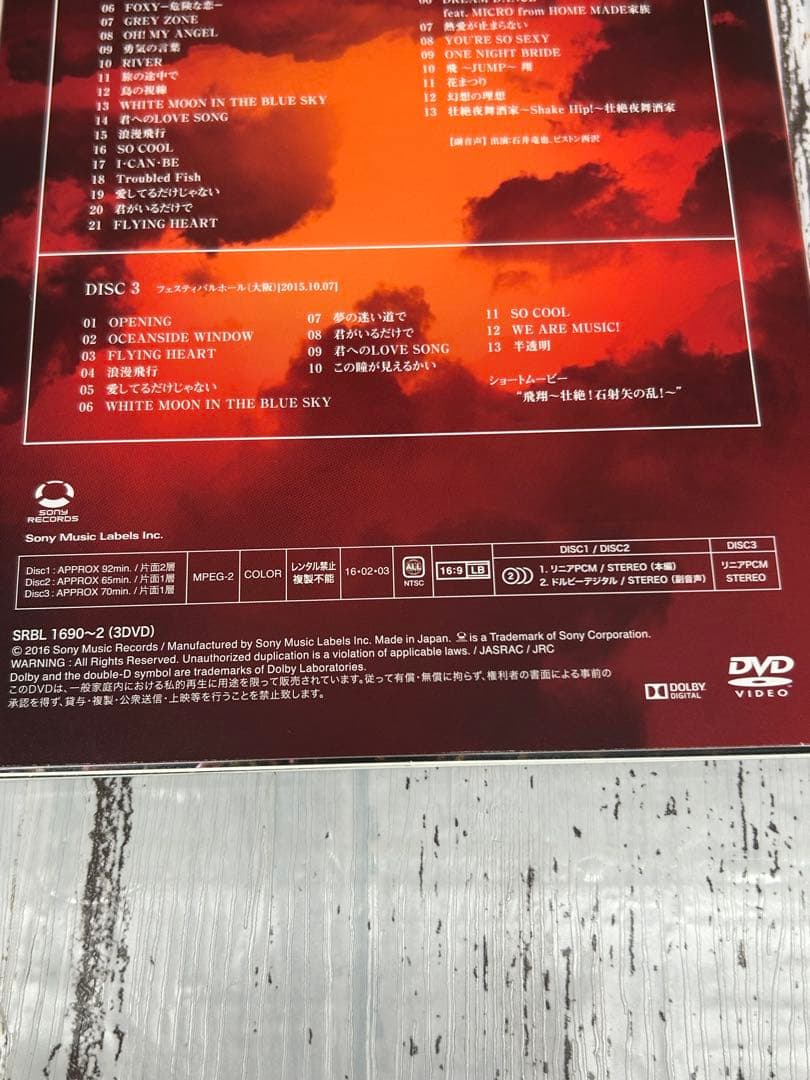 06 FOXY-危険な恋-
07 GREY ZONE
08 OH! MY ANGEL
09 勇気の言葉
10 RIVER
11 旅の途中で
12 鳥の視線
13 WHITE MOON IN THE BLUE SKY
14 君へのLOVE SONG
15 浪漫飛行
16 SO COOL
17 I・CAN・BE
18 Troubled Fish
19 愛してるだけじゃない
20 君がいるだけで
21 FLYING HEART
feat. MICRO from HOME MADE家族
07 熱愛が止まらない
08 YOU'RE SO SEXY
09 ONE NIGHT BRIDE
10 飛 〜JUMP〜 翔
11 花まつり
12 幻想の理想
13 壮絶夜舞酒家〜Shake Hip!〜壮絶夜舞酒家
【副音声】 出演:石井竜也、ピストン西沢
DISC 3 フェスティバルホール(大阪)[2015.10.07]
01 OPENING
02 OCEANSIDE WINDOW
03 FLYING HEART
04 浪漫飛行
05 愛してるだけじゃない
06 WHITE MOON IN THE BLUE SKY
07 夢の迷い道で
08 君がいるだけで
09 君へのLOVE SONG
10 この瞳が見えるかい
11 SO COOL
12 WE ARE MUSIC!
13 半透明
ショートムービー
“飛翔〜壮絶!石射矢の乱!〜”
SONY
RECORDS
Sony Music Labels Inc.
Disc1 : APPROX 92min. / 片面2層
Disc2 : APPROX 65min. / 片面1層
Disc3 : APPROX 70min. / 片面1層
MPEG-2
COLOR
レンタル禁止
複製不能
16・02・03
ALL
NTSC
16:9 LB
DISC1 / DISC2
2
1. リニアPCM / STEREO (本編)
2. ドルビーデジタル / STEREO (副音声)
DISC3
リニアPCM
STEREO
SRBL 1690〜2 (3DVD)
© 2016 Sony Music Records / Manufactured by Sony Music Labels Inc. Made in Japan. is a Trademark of Sony Corporation.
WARNING : All Rights Reserved. Unauthorized duplication is a violation of applicable laws. / JASRAC / JRC
Dolby and the double-D symbol are trademarks of Dolby Laboratories.
このDVDは、一般家庭内における私的再生に用途を限って販売されています。従って有償・無償に拘らず、権利者の書面による事前の
承認を得ず、貸与・複製・公衆送信・上映等を行うことを禁止致します。
DOLBY
DIGITAL
DVD
VIDEO